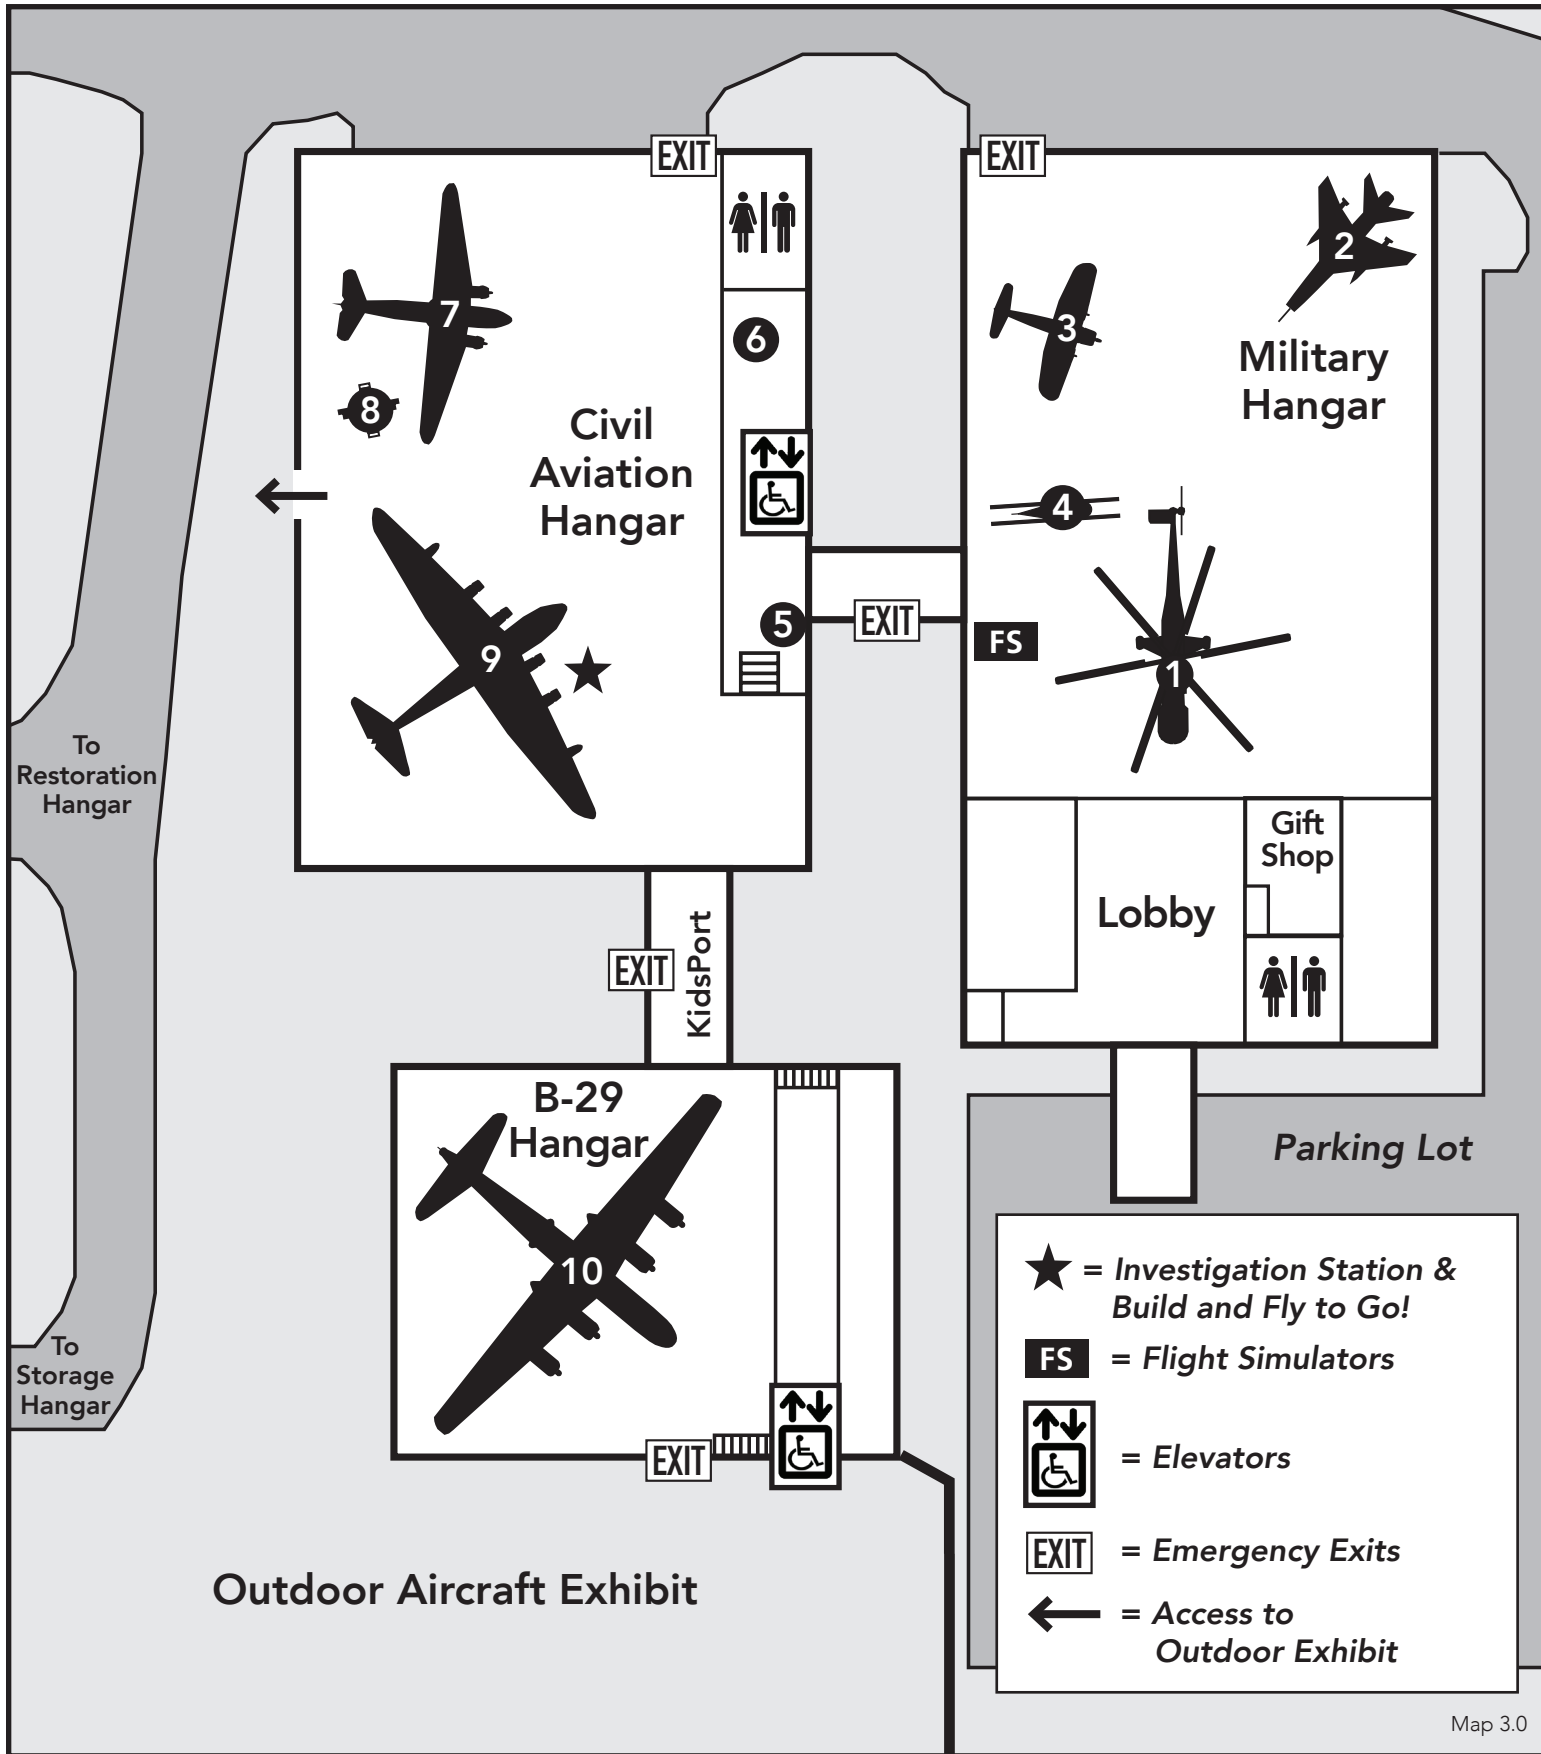 EXIT
EXIT
2
7
3
6
Military
Hangar
8
Civil
Aviation
Hangar
4
5
EXIT
FS
9
1
To
Restoration
Hangar
Gift
Shop
Lobby
KidsPort
EXIT
B-29
Hangar
Parking Lot
10
= Investigation Station &
Build and Fly to Go!
FS = Flight Simulators
= Elevators
EXIT = Emergency Exits
= Access to
Outdoor Exhibit
To
Storage
Hangar
EXIT
Outdoor Aircraft Exhibit
Map 3.0